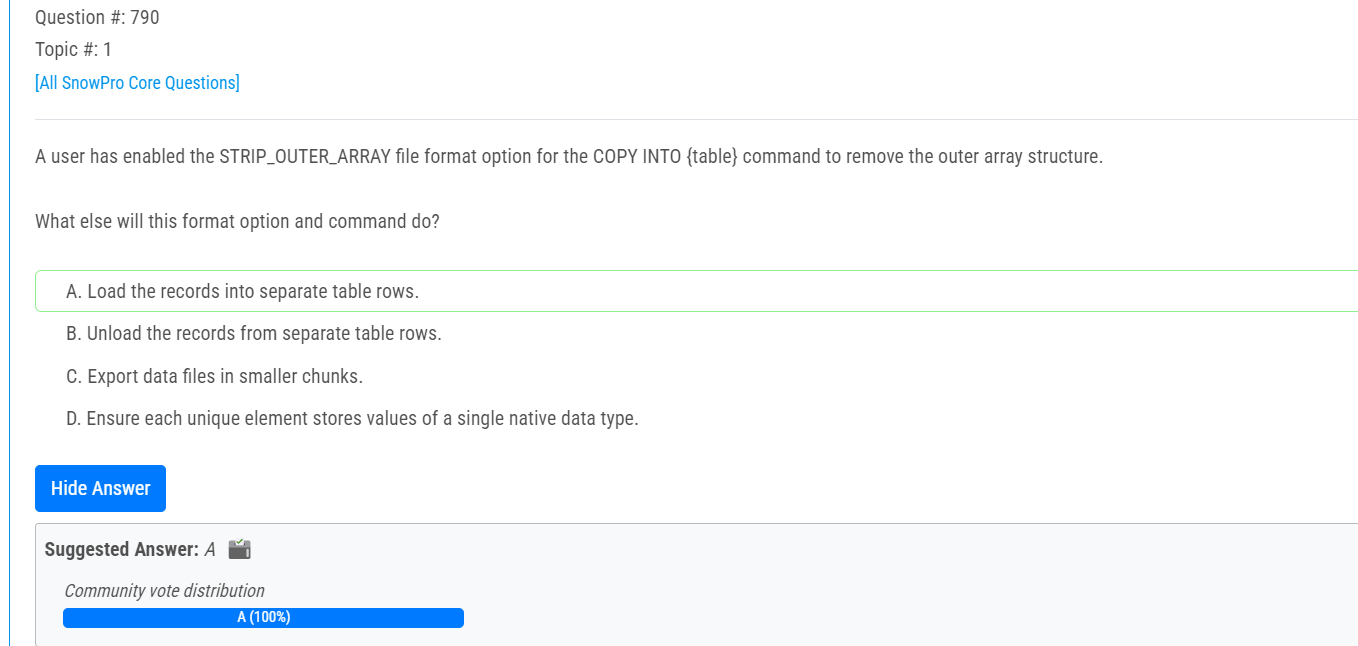 Question #: 790
Topic #: 1
[All SnowPro Core Questions]
A user has enabled the STRIP_OUTER_ARRAY file format option for the COPY INTO {table} command to remove the outer array structure.
What else will this format option and command do?
A. Load the records into separate table rows.
B. Unload the records from separate table rows.
C. Export data files in smaller chunks.
D. Ensure each unique element stores values of a single native data type.
Hide Answer
Suggested Answer: A
Community vote distribution
A (100%)